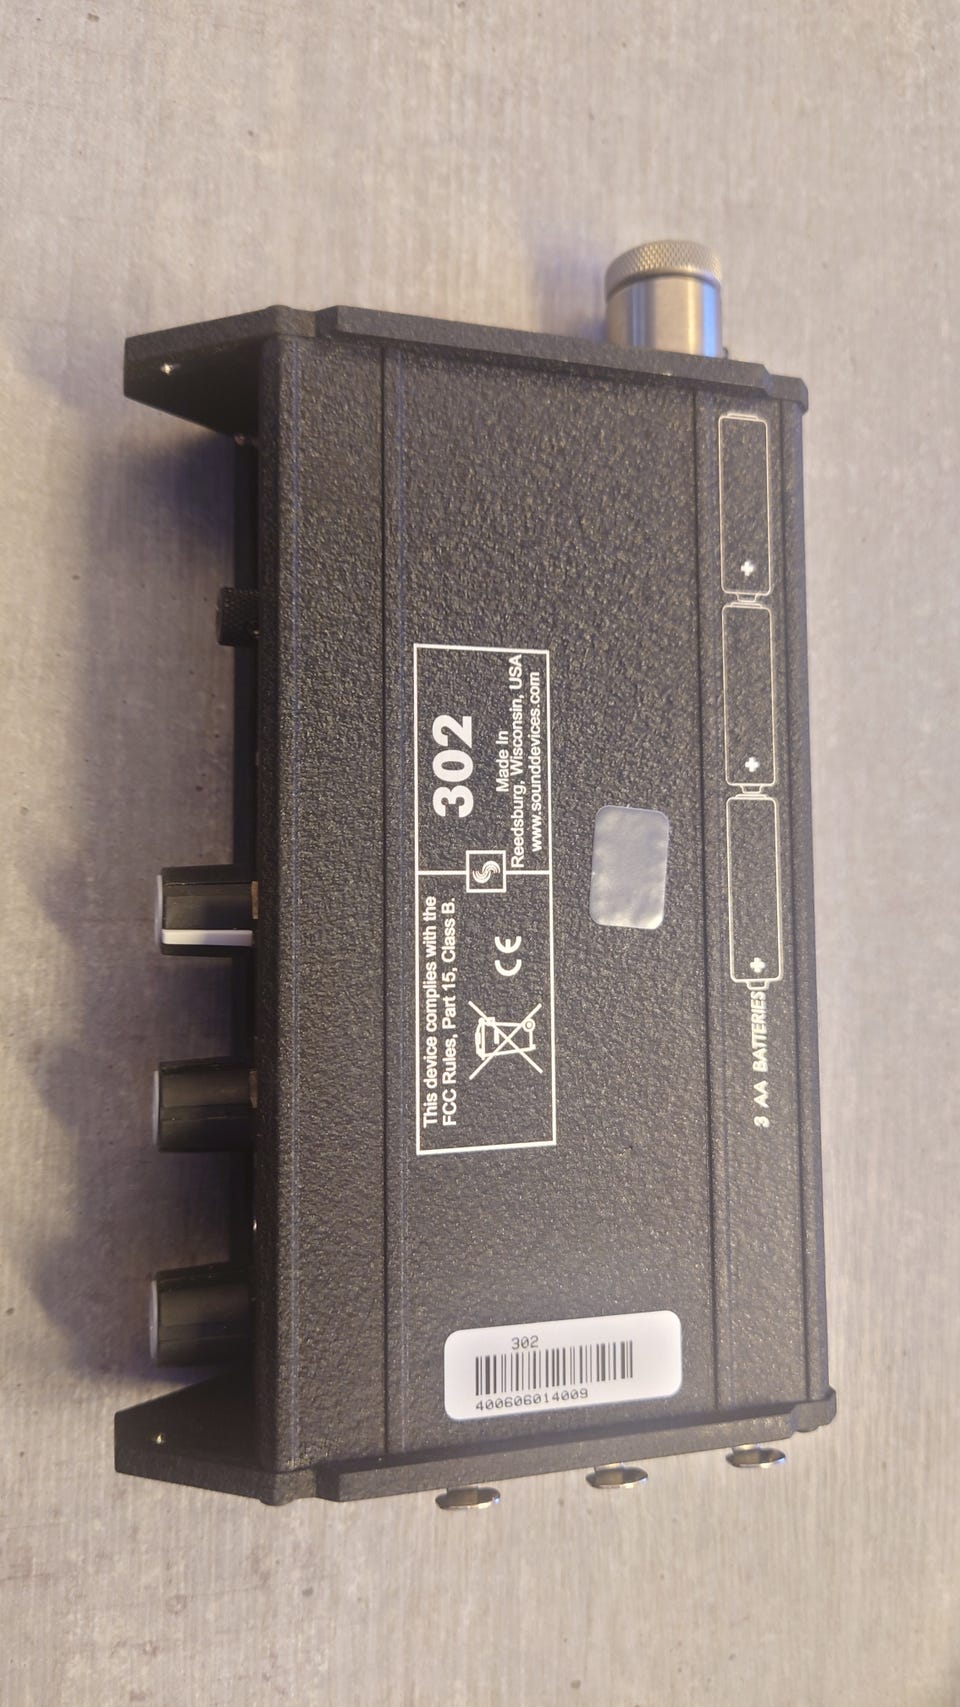 This device complies with the
FCC Rules, Part 15, Class B.
CE
302
Made In
Reedsburg, Wisconsin, USA
www.sounddevices.com
3 AA BATTERIES
+
+
+
302
400606014009